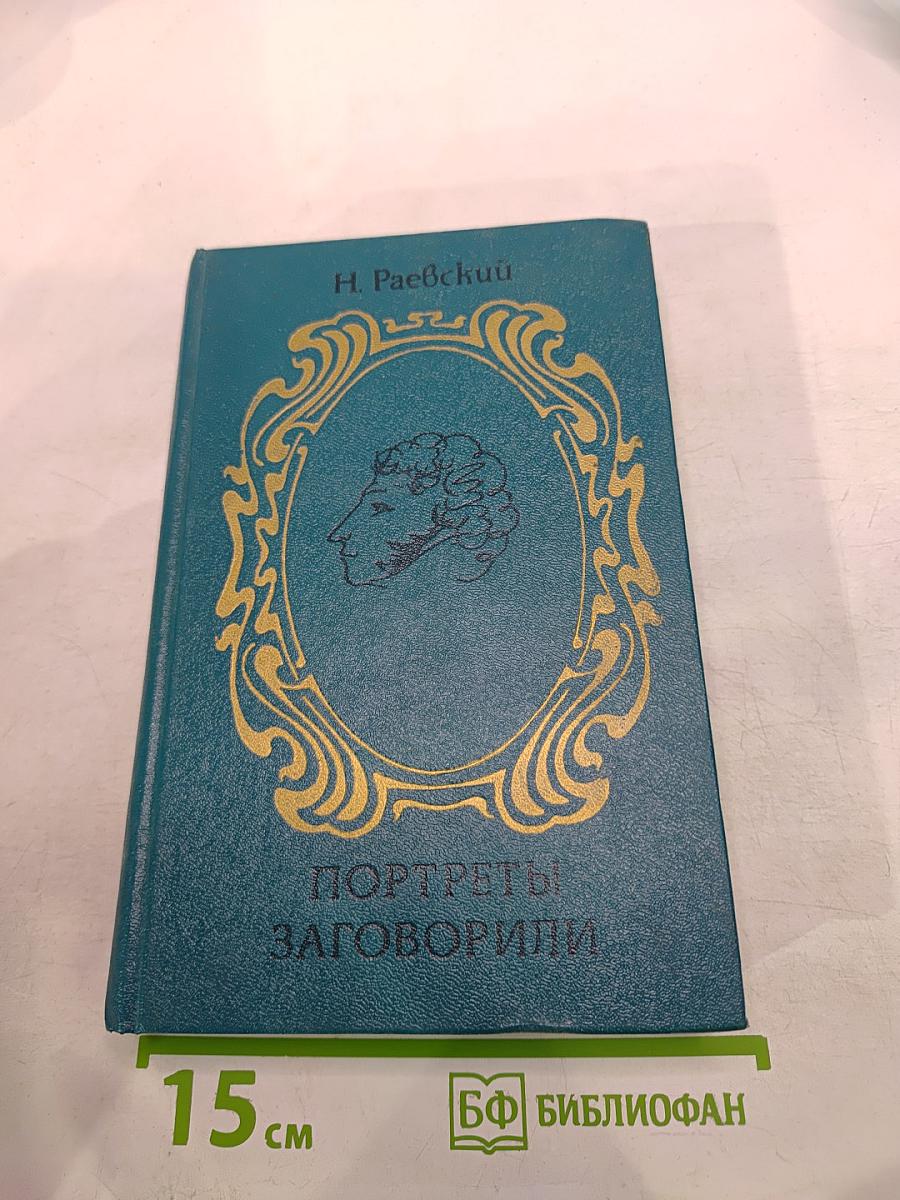 Н. Раевский
ПОРТРЕТЫ
ЗАГОВОРИЛИ
15 см
БФ БИБЛИОФАН